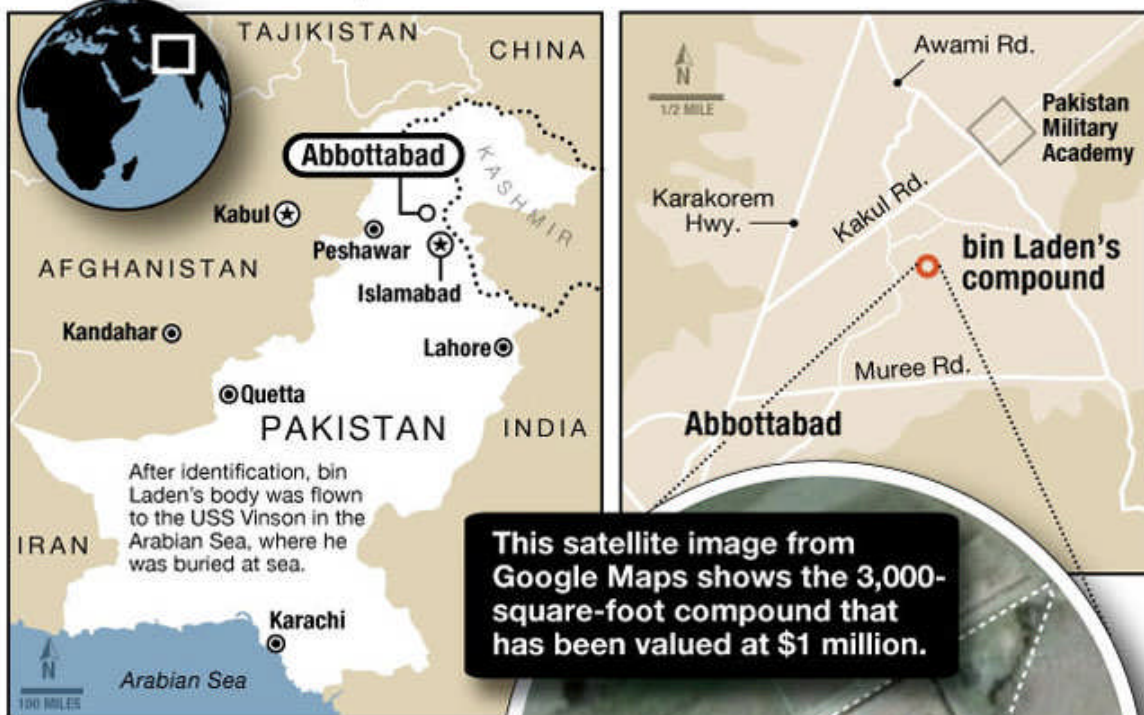 TAJIKISTAN
CHINA
Abbottabad
KASHMIR
Kabul
Peshawar
AFGHANISTAN
Islamabad
Kandahar
Lahore
Quetta
PAKISTAN
INDIA
After identification, bin
Laden's body was flown
to the USS Vinson in the
Arabian Sea, where he
was buried at sea.
IRAN
Karachi
N
Arabian Sea
100 MILES
Awami Rd.
N
1/2 MILE
Pakistan
Military
Academy
Karakorem
Hwy.
Kakul Rd.
bin Laden's
compound
Muree Rd.
Abbottabad
This satellite image from
Google Maps shows the 3,000-
square-foot compound that
has been valued at $1 million.